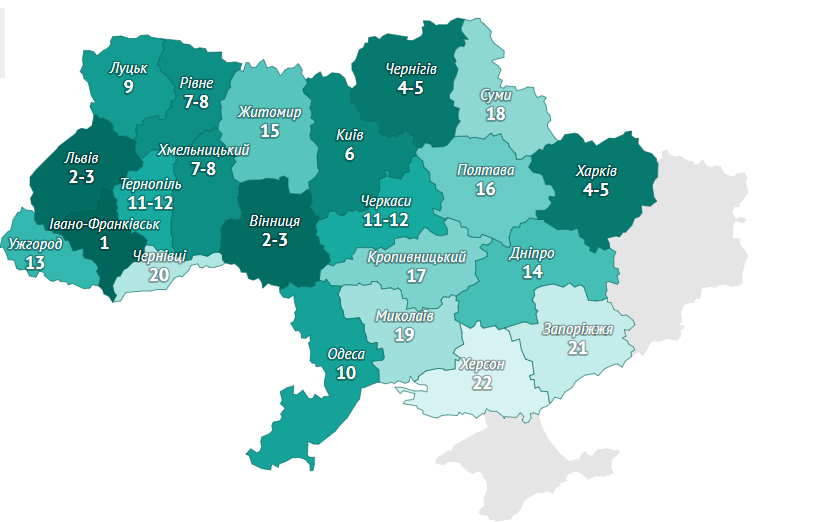 Луцьк
9
Рівне
7-8
Житомир
15
Київ
6
Чернігів
4-5
Суми
18
Львів
2-3
Тернопіль
11-12
Хмельницький
7-8
Вінниця
2-3
Черкаси
11-12
Полтава
16
Харків
4-5
Ужгород
13
Івано-Франківськ
1
Чернівці
20
Кропивницький
17
Дніпро
14
Одеса
10
Миколаїв
19
Херсон
22
Запоріжжя
21